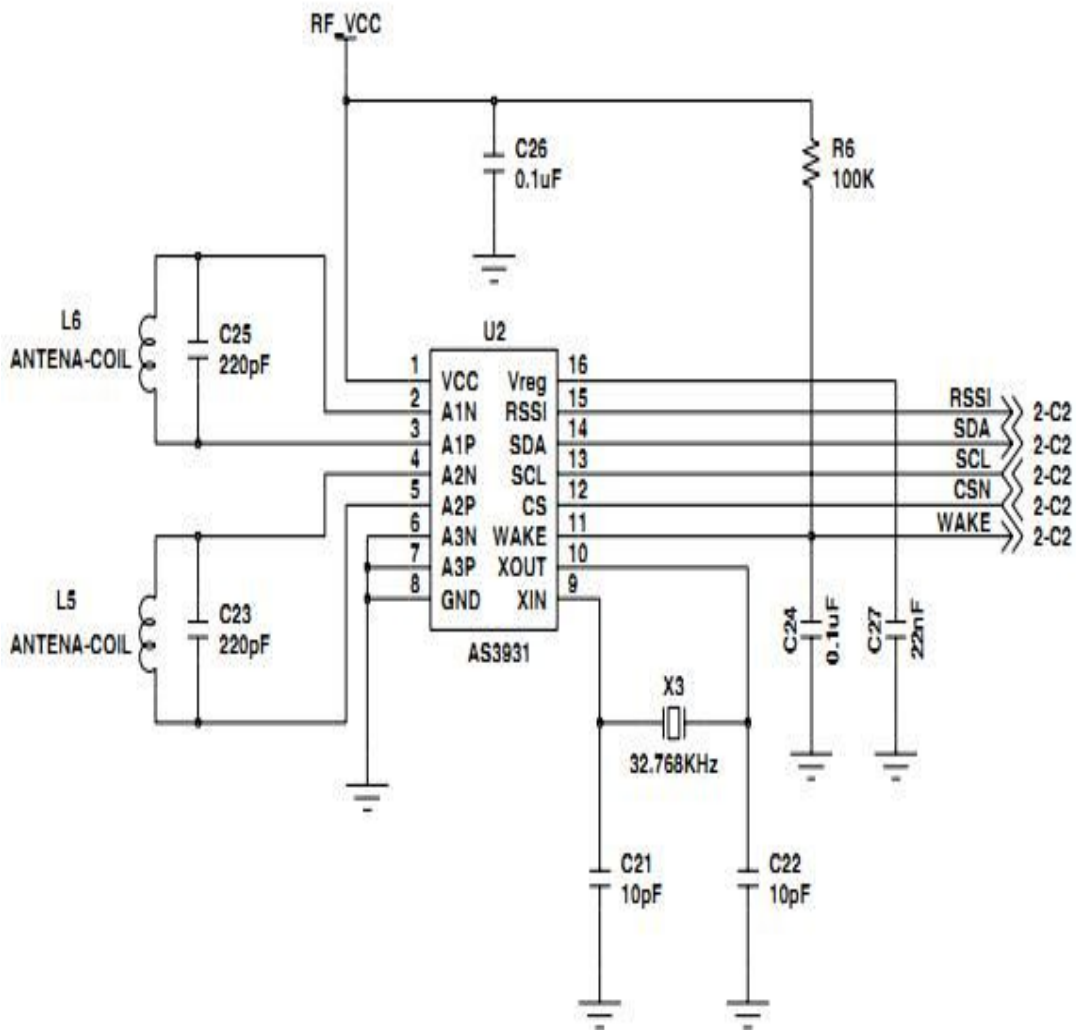 RF_VCC
C26
0.1uF
R6
100K
L6
ANTENA-COIL
C25
220pF
U2
1
VCC
Vreg
16
2
A1N
RSSI
15
RSSI
2-C2
3
A1P
SDA
14
SDA
2-C2
4
A2N
SCL
13
SCL
2-C2
5
A2P
CS
12
CSN
2-C2
6
A3N
WAKE
11
WAKE
2-C2
7
A3P
XOUT
10
8
GND
XIN
9
AS3931
L5
ANTENA-COIL
C23
220pF
C24
0.1uF
C27
22nF
X3
32.768KHz
C21
10pF
C22
10pF